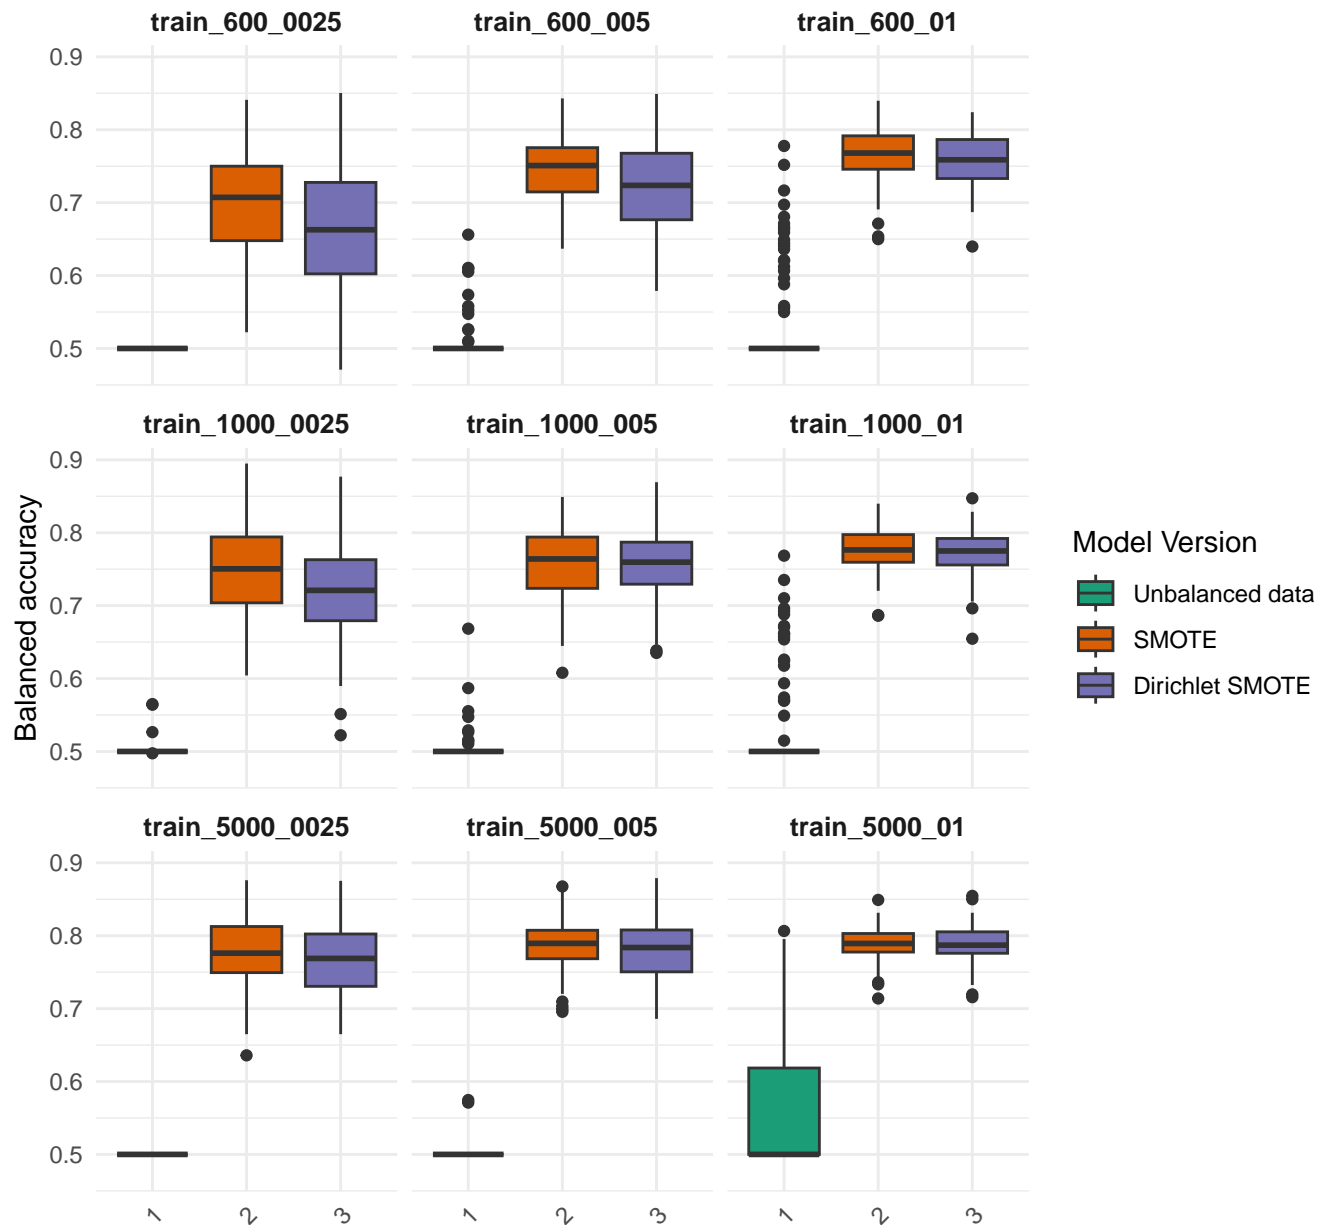 train_600_0025 train_600_005 train_600_01
0.9
0.8
0.7
0.6
0.5
train_1000_0025 train_1000_005 train_1000_01
0.9
0.8
0.7
0.6
0.5
train_5000_0025 train_5000_005 train_5000_01
0.9
0.8
0.7
0.6
0.5
1 2 3 1 2 3 1 2 3
Balanced accuracy
Model Version
Unbalanced data
SMOTE
Dirichlet SMOTE